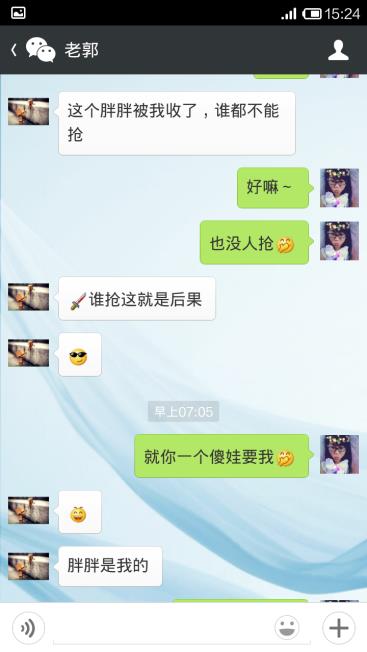 15:24
老郭
这个胖胖被我收了，谁都不能
抢
好嘛～
也没人抢
谁抢这就是后果
早上07:05
就你一个傻娃要我
胖胖是我的